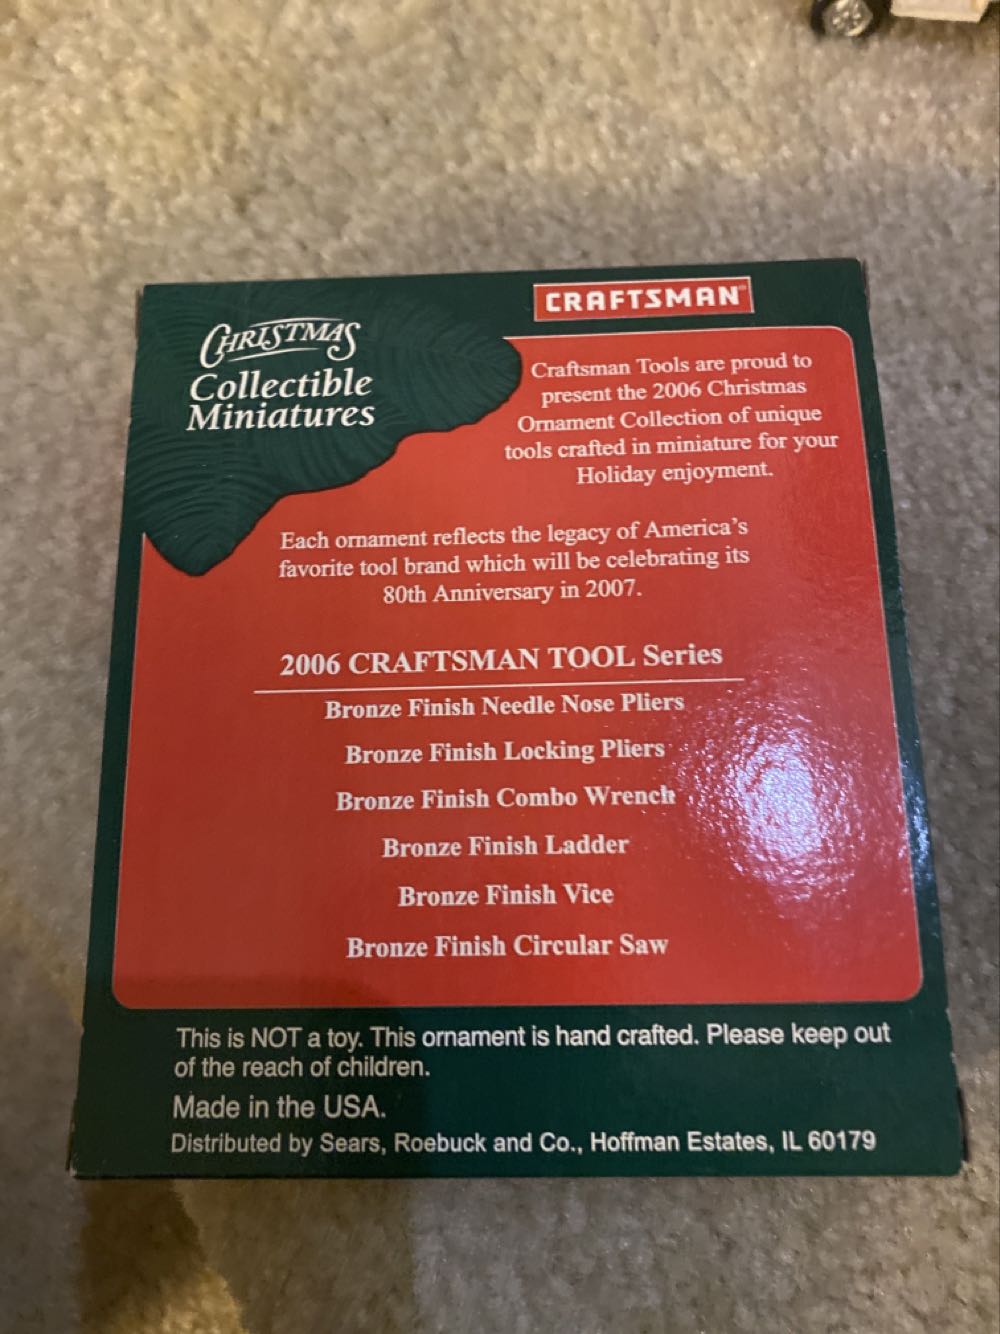 CRAFTSMAN
CHRISTMAS
Collectible
Miniatures
Craftsman Tools are proud to
present the 2006 Christmas
Ornament Collection of unique
tools crafted in miniature for your
Holiday enjoyment.
Each ornament reflects the legacy of America's
favorite tool brand which will be celebrating its
80th Anniversary in 2007.
2006 CRAFTSMAN TOOL Series
Bronze Finish Needle Nose Pliers
Bronze Finish Locking Pliers
Bronze Finish Combo Wrench
Bronze Finish Ladder
Bronze Finish Vice
Bronze Finish Circular Saw
This is NOT a toy. This ornament is hand crafted. Please keep out
of the reach of children.
Made in the USA.
Distributed by Sears, Roebuck and Co., Hoffman Estates, IL 60179